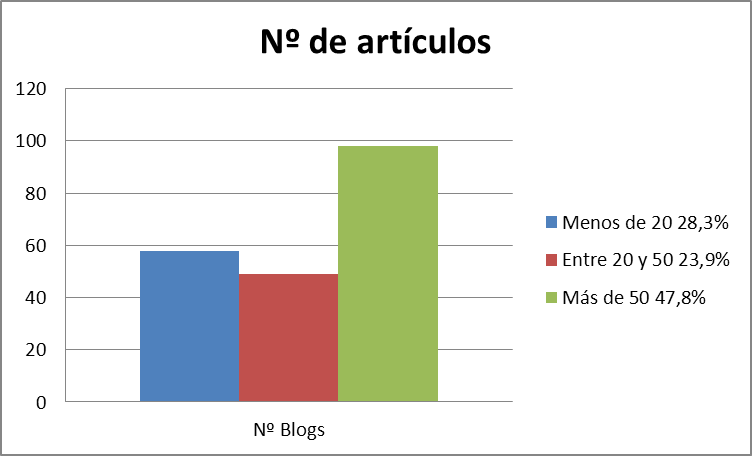 Nº de artículos
120
100
80
60
40
20
0
Nº Blogs
Menos de 20 28,3%
Entre 20 y 50 23,9%
Más de 50 47,8%